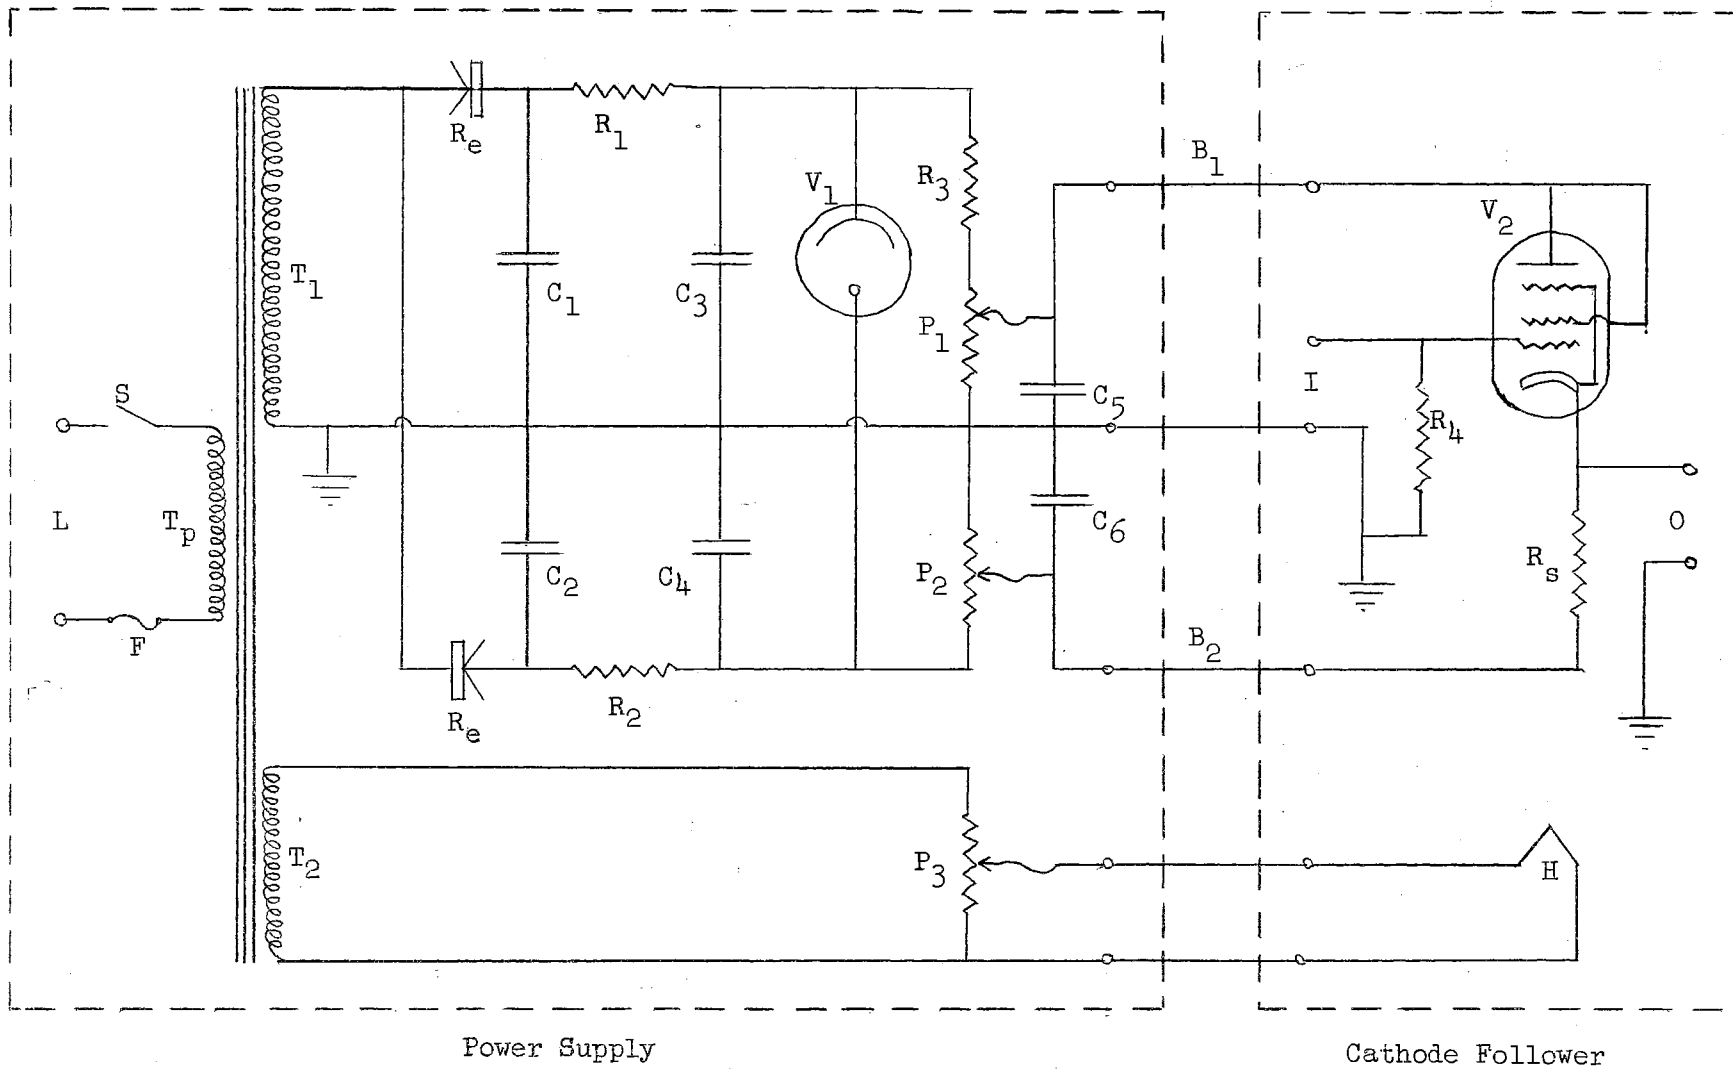 B₁
Rₑ
R₁
V₁
R₃
V₂
T₁
C₁
C₃
P₁
S
C₅
I
R₄
L
Tₚ
C₂
C₄
P₂
C₆
O
Rₛ
F
B₂
Rₑ
R₂
T₂
P₃
H
Power Supply
Cathode Follower